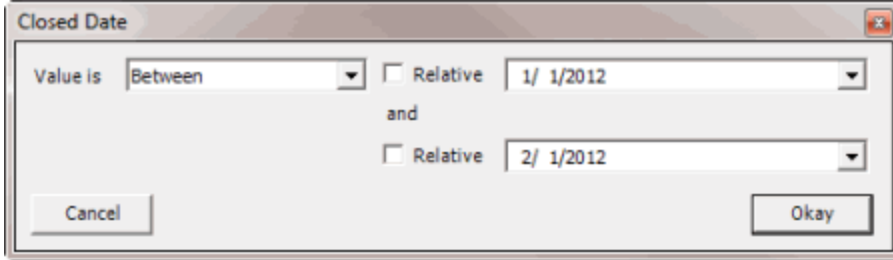 Closed Date
Value is Between Relative 1/ 1/2012
and
Relative 2/ 1/2012
Cancel Okay